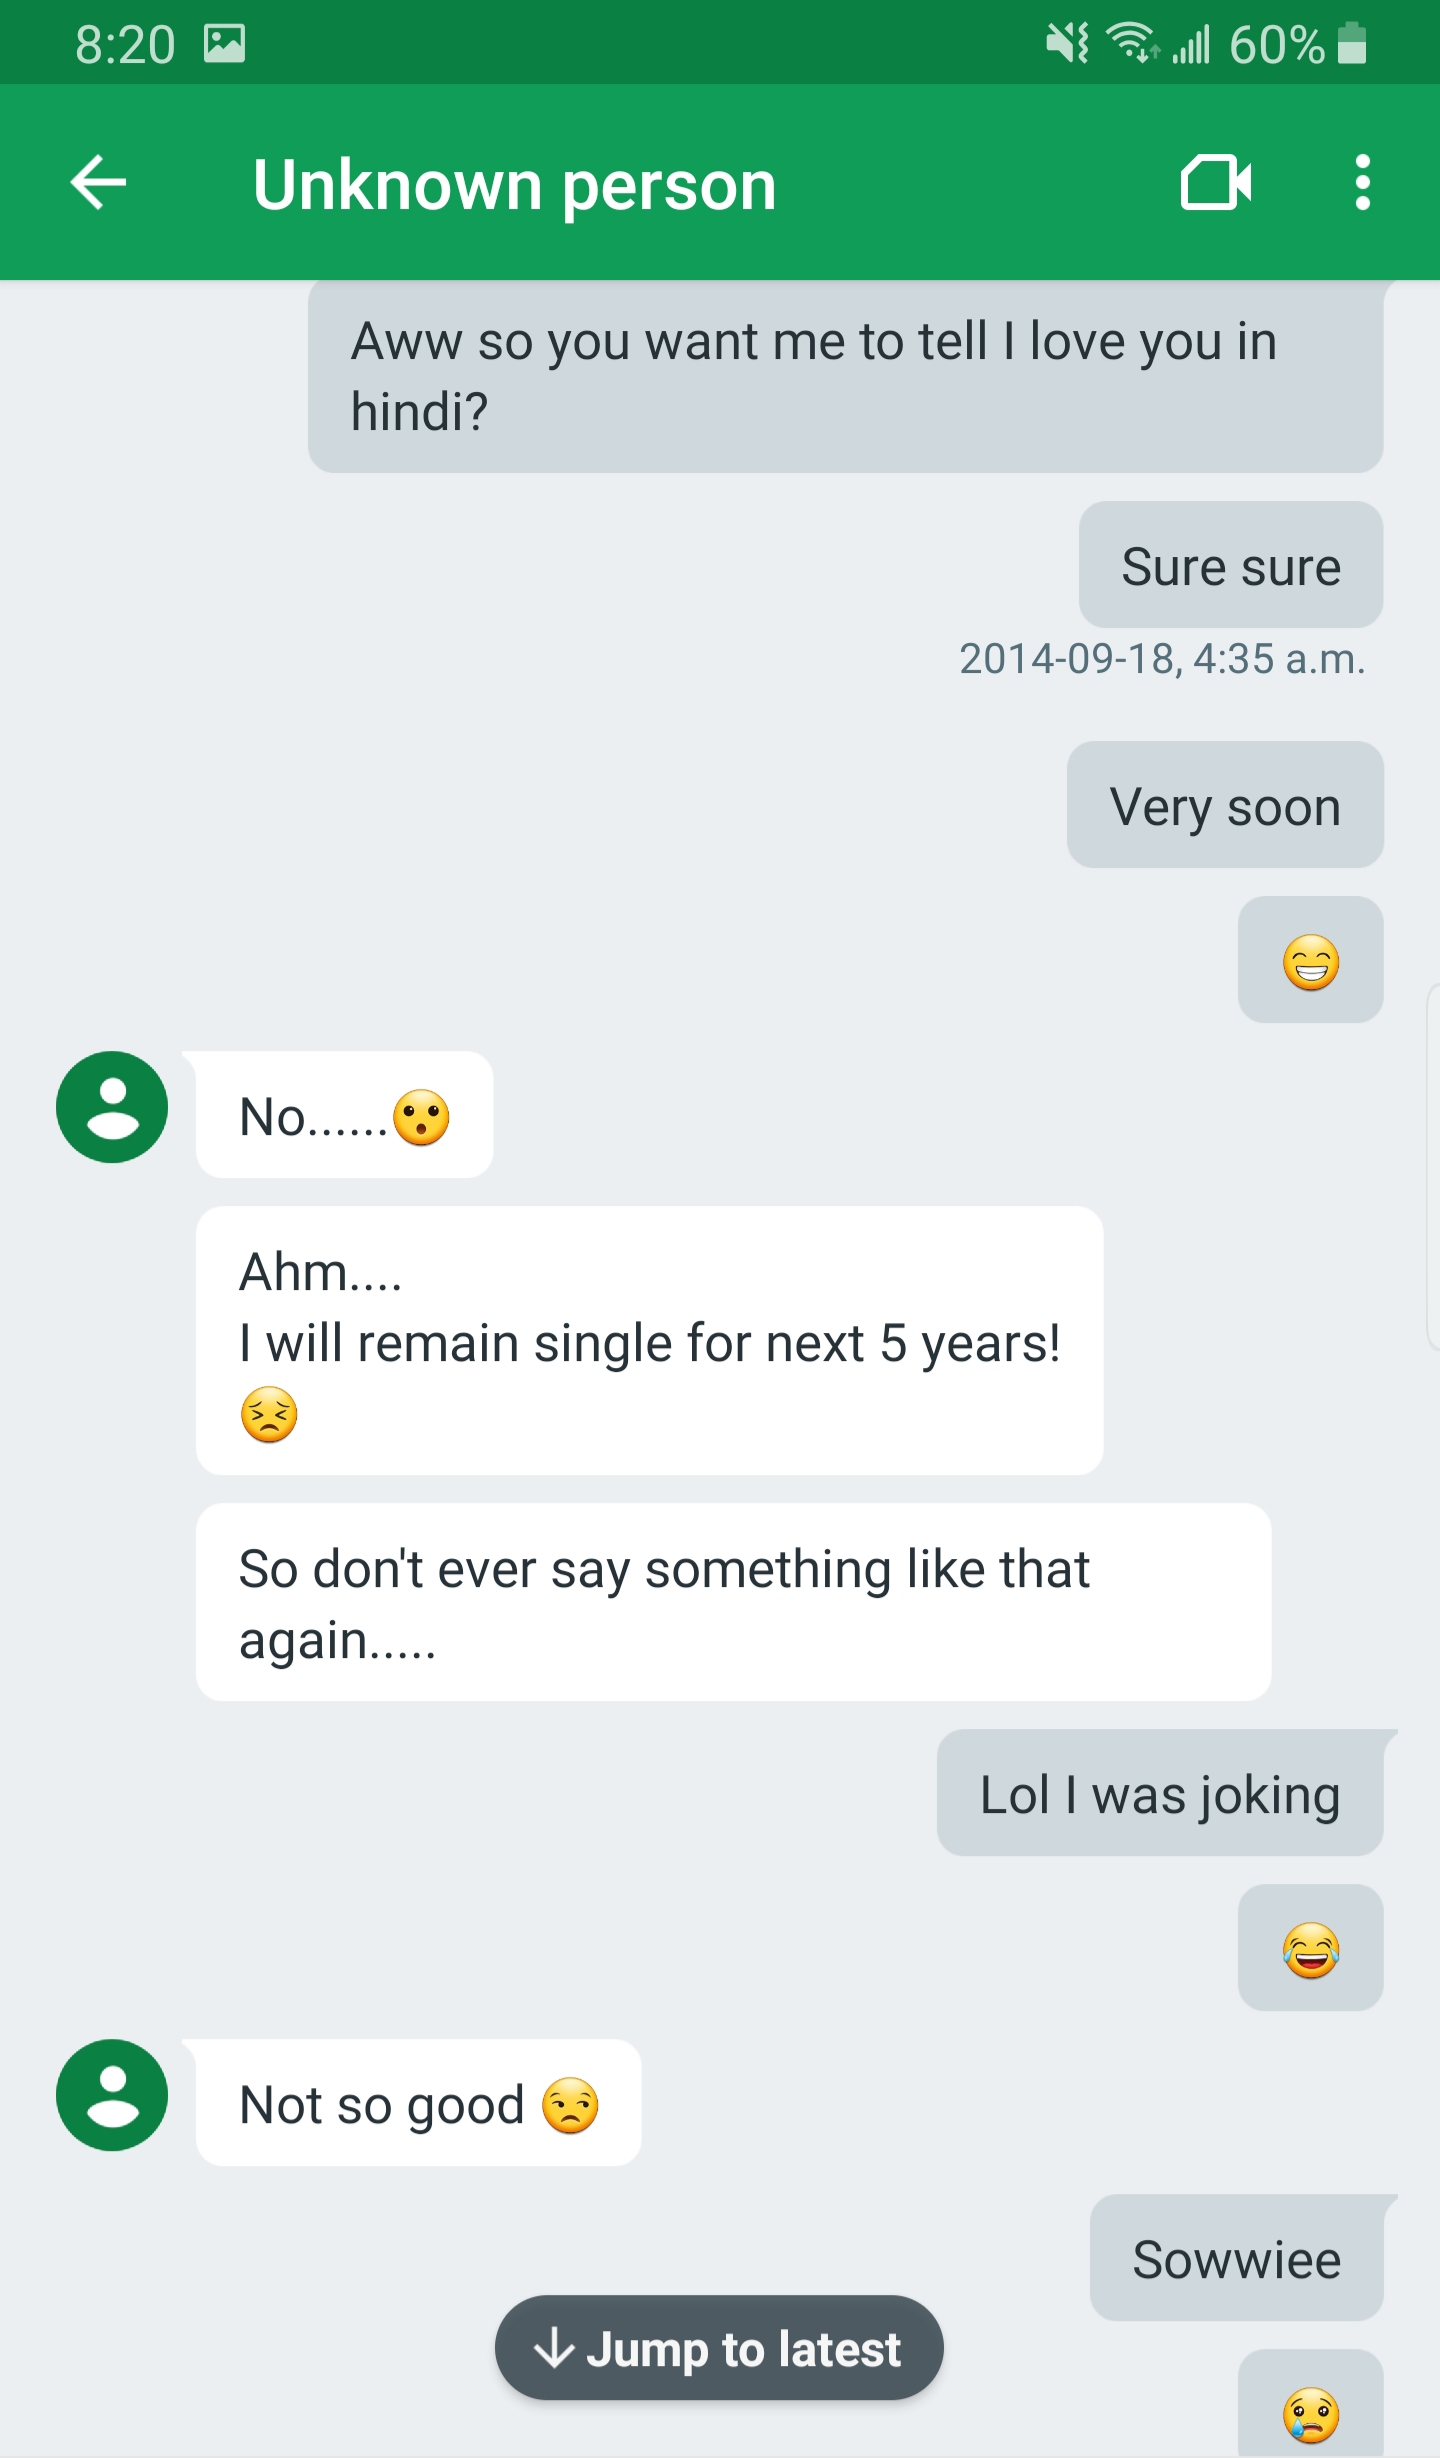 8:20 60%
Unknown person
Aww so you want me to tell I love you in
hindi?
Sure sure
2014-09-18, 4:35 a.m.
Very soon
😁
No......😮
Ahm....
I will remain single for next 5 years!
😣
So don't ever say something like that
again.....
Lol I was joking
😂
Not so good 😒
Sowwiee
Jump to latest
😢